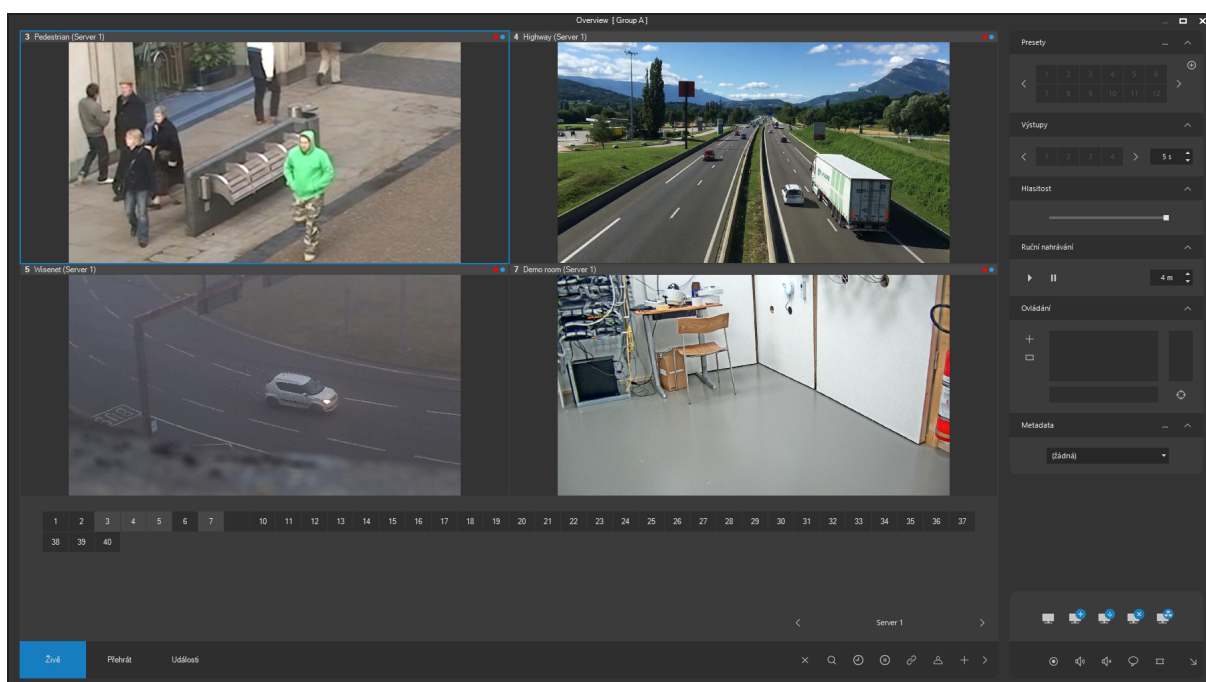 Overview [Group A]
3 Pedestrian (Server 1)
4 Highway (Server 1)
5 Wisenet (Server 1)
7 Demo room (Server 1)
1 2 3 4 5 6 7 10 11 12 13 14 15 16 17 18 19 20 21 22 23 24 25 26 27 28 29 30 31 32 33 34 35 36 37
38 39 40
Server 1
Živě Přehrát Události
Presety
1 2 3 4 5 6
7 8 9 10 11 12
Výstupy
1 2 3 4 5 s
Hlasitost
Ruční nahrávání
4 m
Ovládání
Metadata
(žádná)